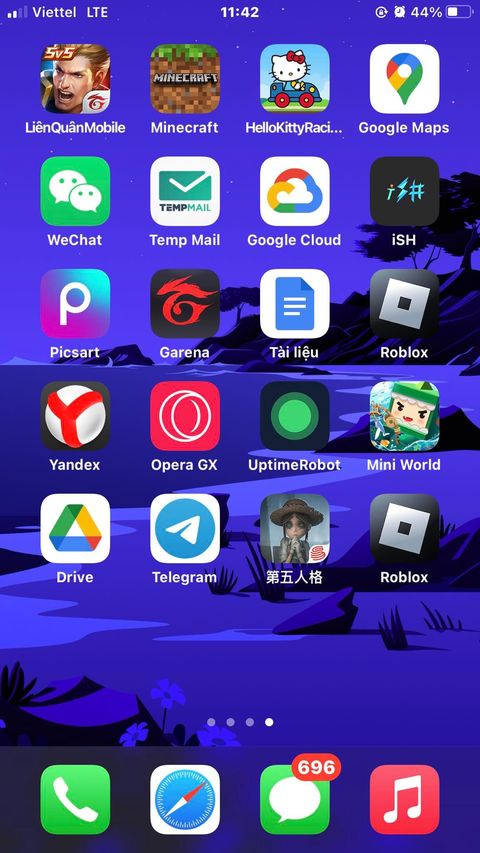 Viettel LTE 11:42 44%
5v5
MINECRAFT
LiênQuânMobile Minecraft HelloKittyRaci... Google Maps
TEMPMAIL
iSH
WeChat Temp Mail Google Cloud iSH
Picsart Garena Tài liệu Roblox
Yandex Opera GX UptimeRobot Mini World
Drive Telegram 第五人格 Roblox
696